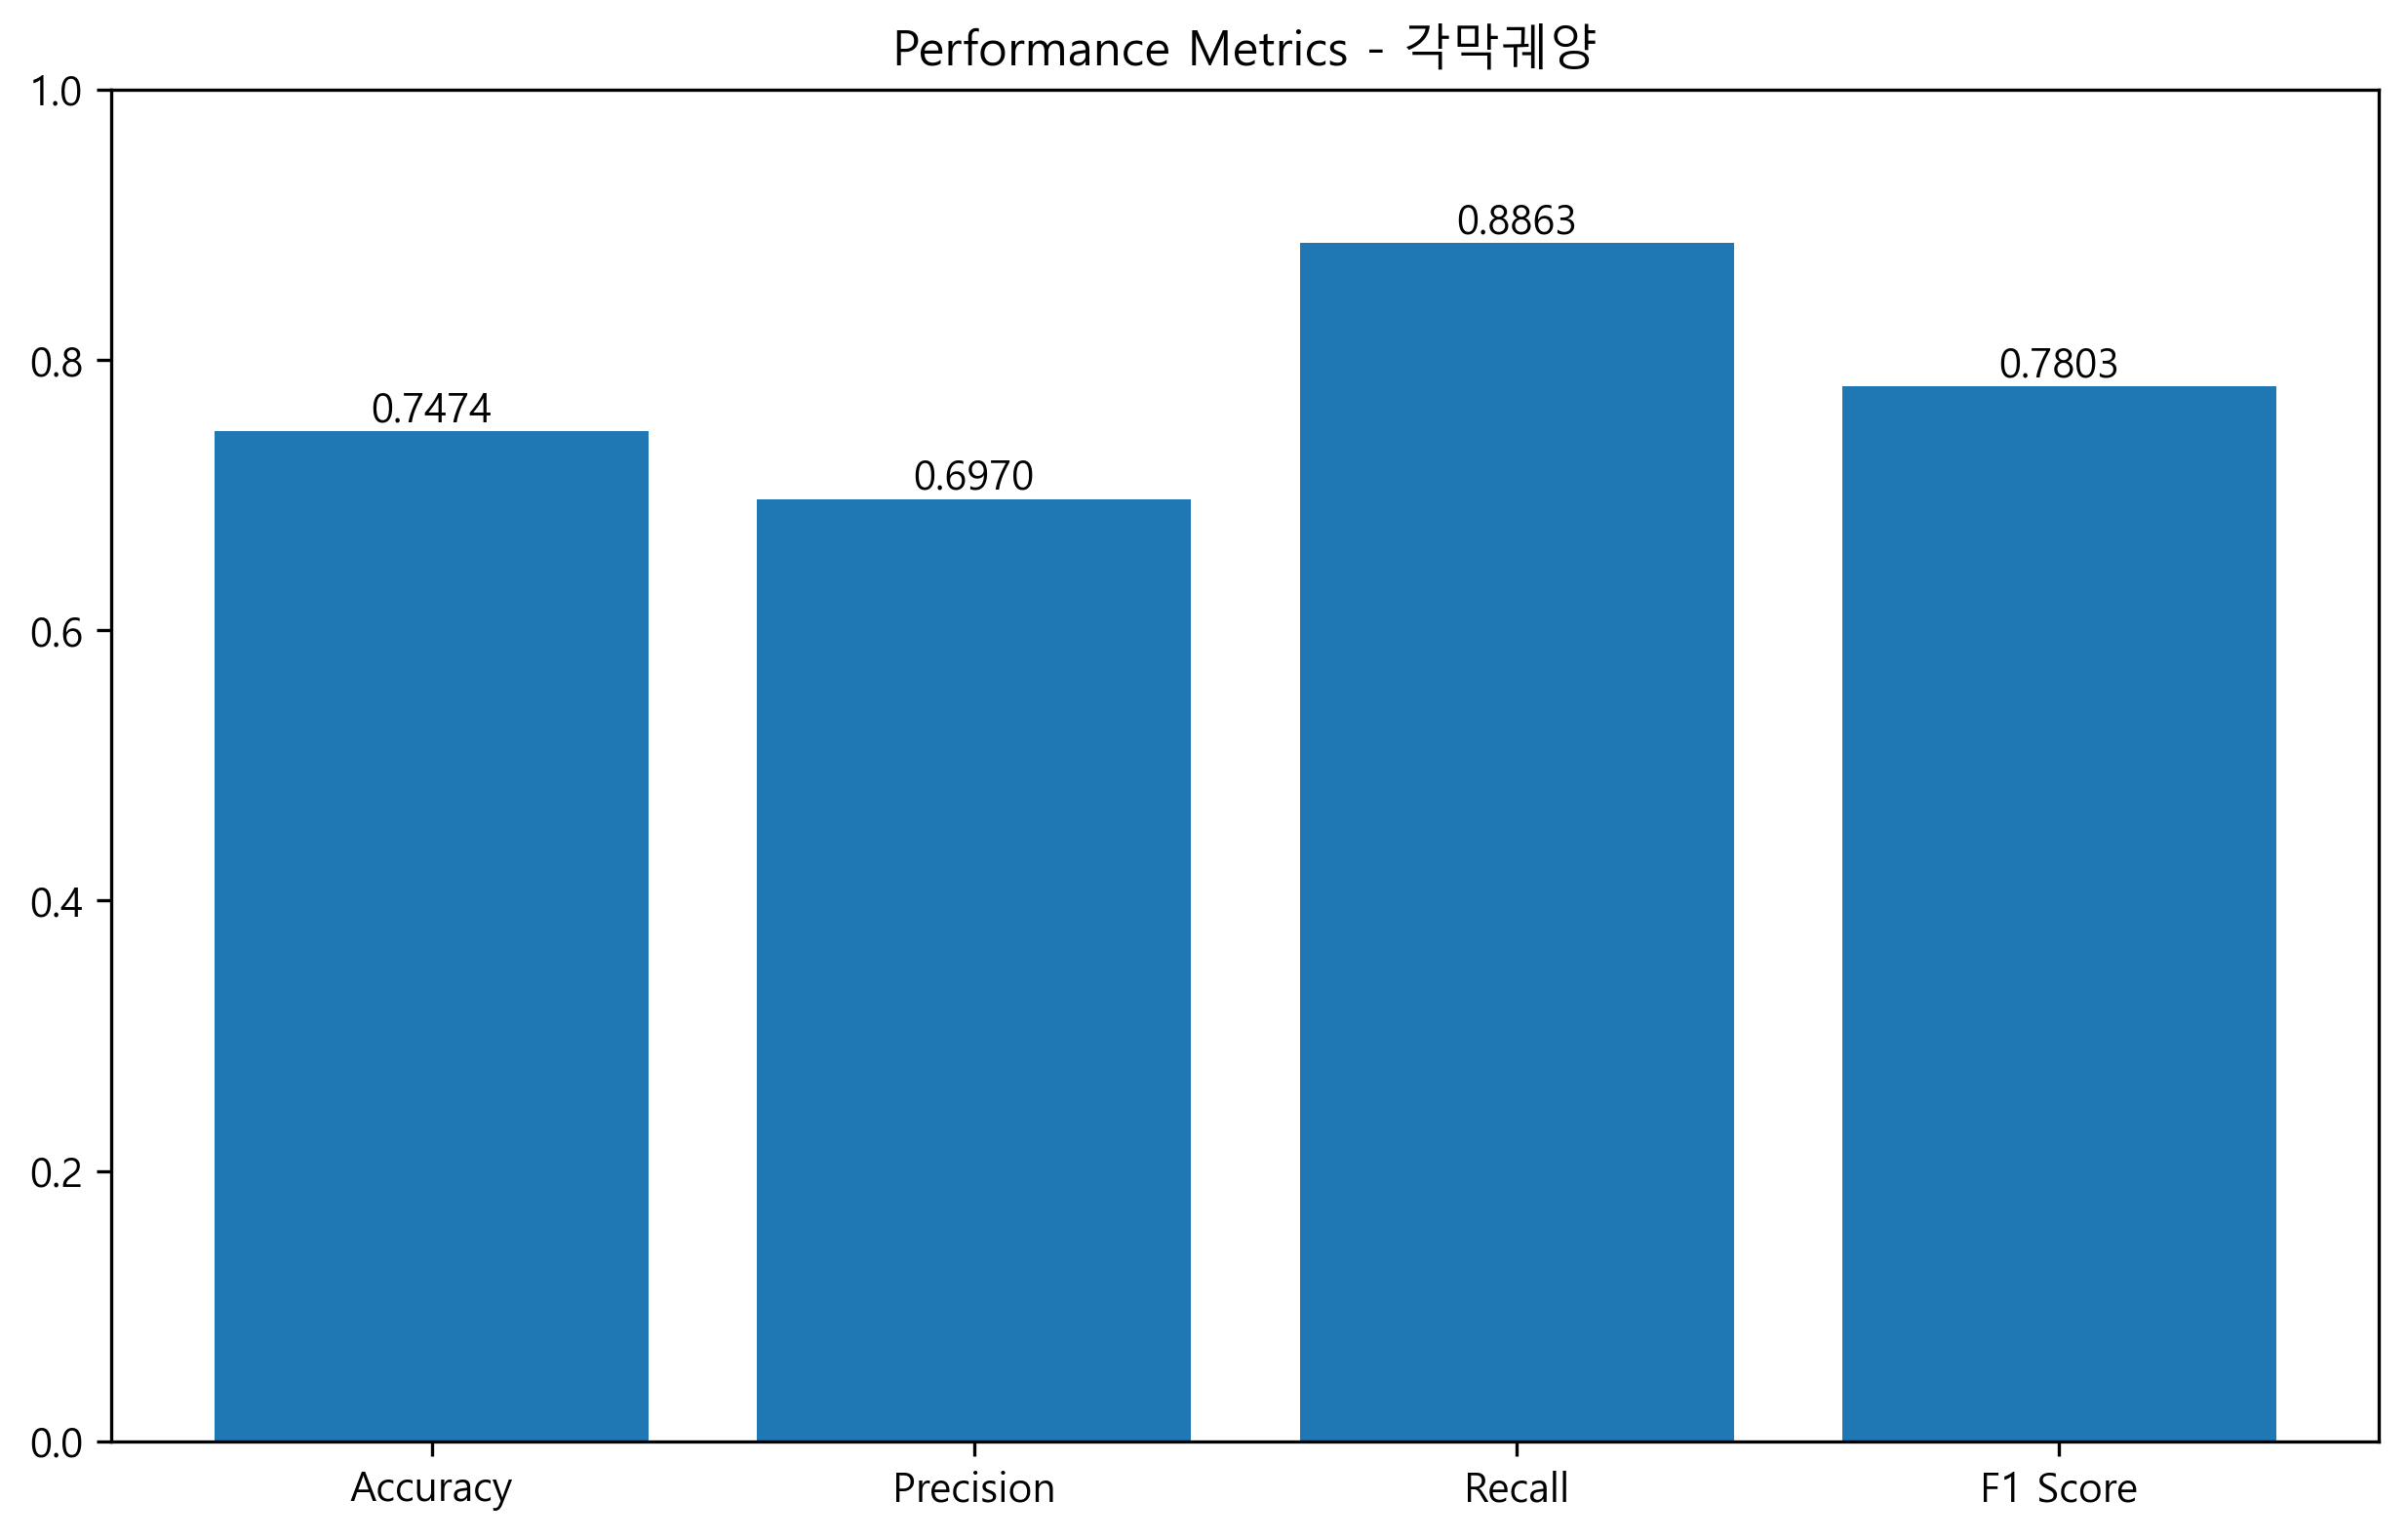 Performance Metrics - 각막궤양
1.0
0.8
0.6
0.4
0.2
0.0
0.7474
0.6970
0.8863
0.7803
Accuracy
Precision
Recall
F1 Score